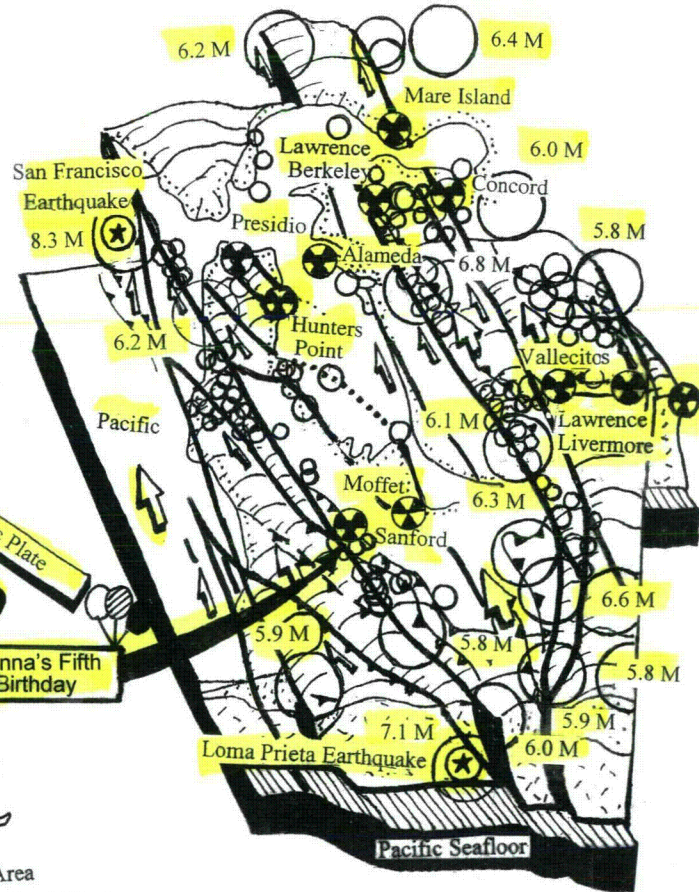 6.2 M
6.4 M
Mare Island
Lawrence
Berkeley
6.0 M
San Francisco
Earthquake
8.3 M
Concord
Presidio
5.8 M
Alameda
6.8 M
6.2 M
Hunters
Point
Vallecitos
Pacific
6.1 M
Lawrence
Livermore
Moffet
6.3 M
Sanford
Plate
6.6 M
5.9 M
5.8 M
nna's Fifth
Birthday
5.8 M
7.1 M
5.9 M
Loma Prieta Earthquake
6.0 M
Pacific Seafloor
Area